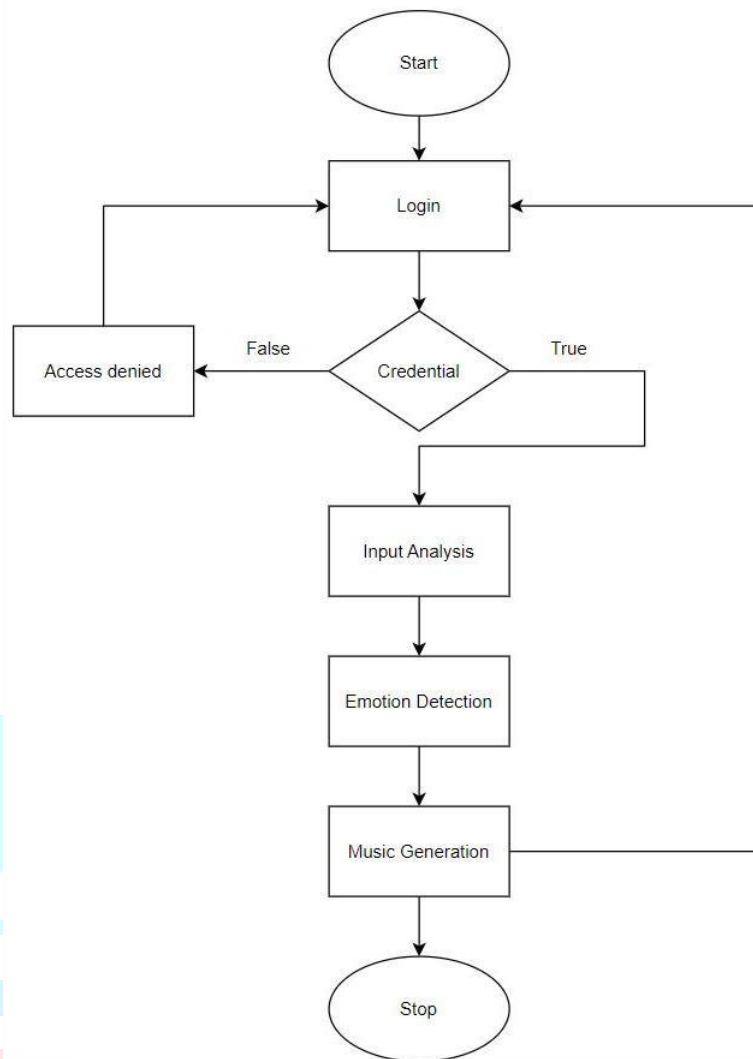 Start
Login
False
True
Access denied
Credential
Input Analysis
Emotion Detection
Music Generation
Stop